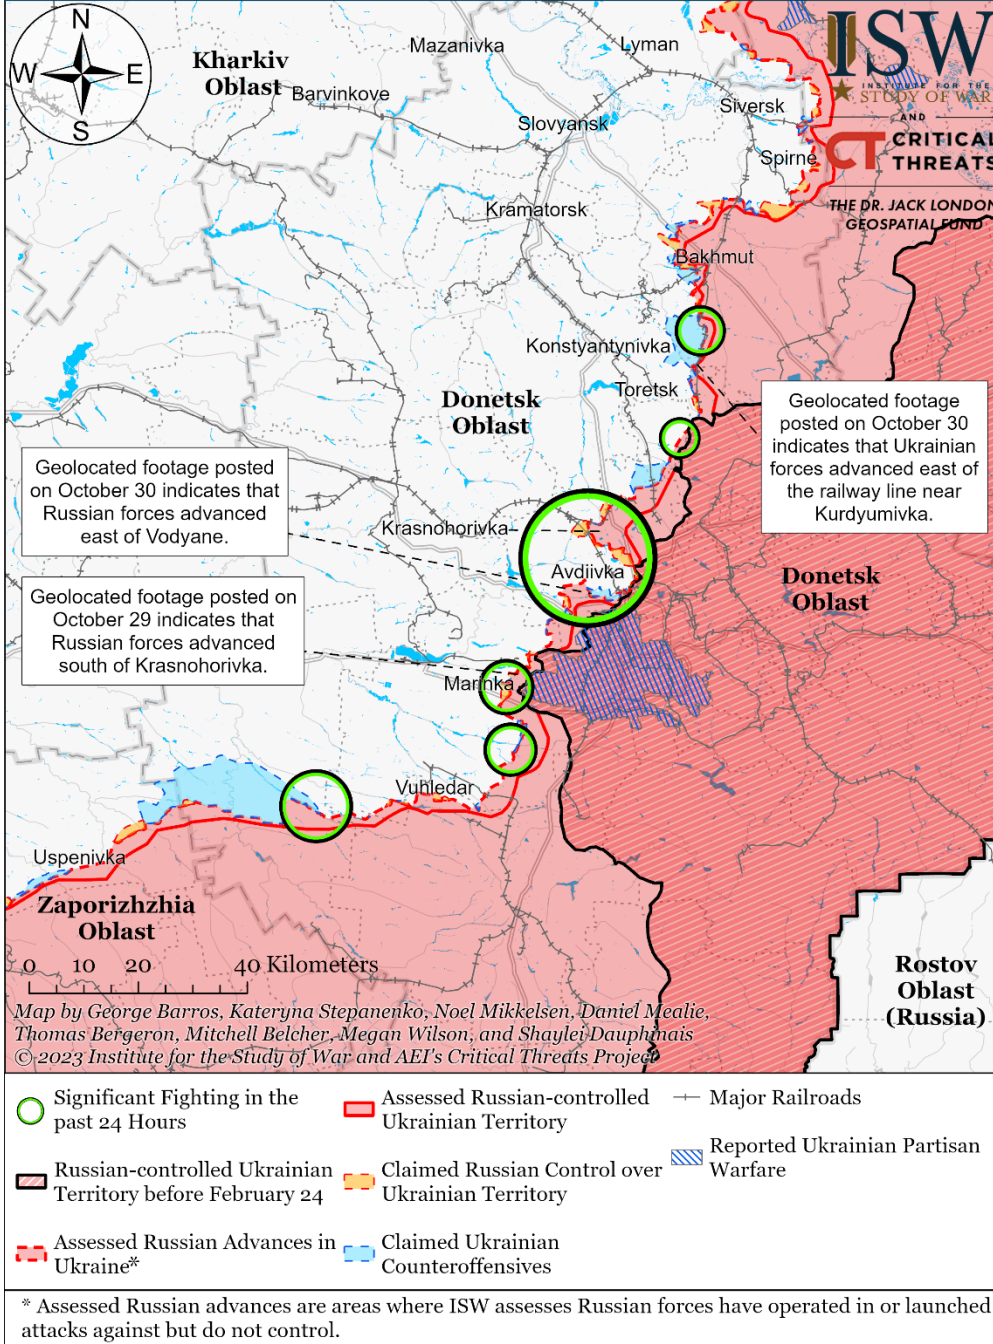 N
W
E
S
Kharkiv
Oblast
Mazanivka
Lyman
Barvinkove
Slovyansk
Siversk
Spirne
Kramatorsk
ISW
INSTITUTE FOR THE
STUDY OF WAR
AND
CT CRITICAL
THREATS
THE DR. JACK LONDON
GEOSPATIAL FUND
Bakhmut
Konstyantynivka
Toretsk
Donetsk
Oblast
Geolocated footage
posted on October 30
indicates that Ukrainian
forces advanced east of
the railway line near
Kurdyumivka.
Geolocated footage posted
on October 30 indicates that
Russian forces advanced
east of Vodyane.
Krasnohorivka
Avdiivka
Donetsk
Oblast
Geolocated footage posted on
October 29 indicates that
Russian forces advanced
south of Krasnohorivka.
Marinka
Vuhledar
Uspenivka
Zaporizhzhia
Oblast
Rostov
Oblast
(Russia)
0 10 20 40 Kilometers
Map by George Barros, Kateryna Stepanenko, Noel Mikkelsen, Daniel Mealie,
Thomas Bergeron, Mitchell Belcher, Megan Wilson, and Shaylei Dauphinais
© 2023 Institute for the Study of War and AEI's Critical Threats Project
Significant Fighting in the
past 24 Hours
Assessed Russian-controlled
Ukrainian Territory
Major Railroads
Russian-controlled Ukrainian
Territory before February 24
Claimed Russian Control over
Ukrainian Territory
Reported Ukrainian Partisan
Warfare
Assessed Russian Advances in
Ukraine*
Claimed Ukrainian
Counteroffensives
* Assessed Russian advances are areas where ISW assesses Russian forces have operated in or launched
attacks against but do not control.